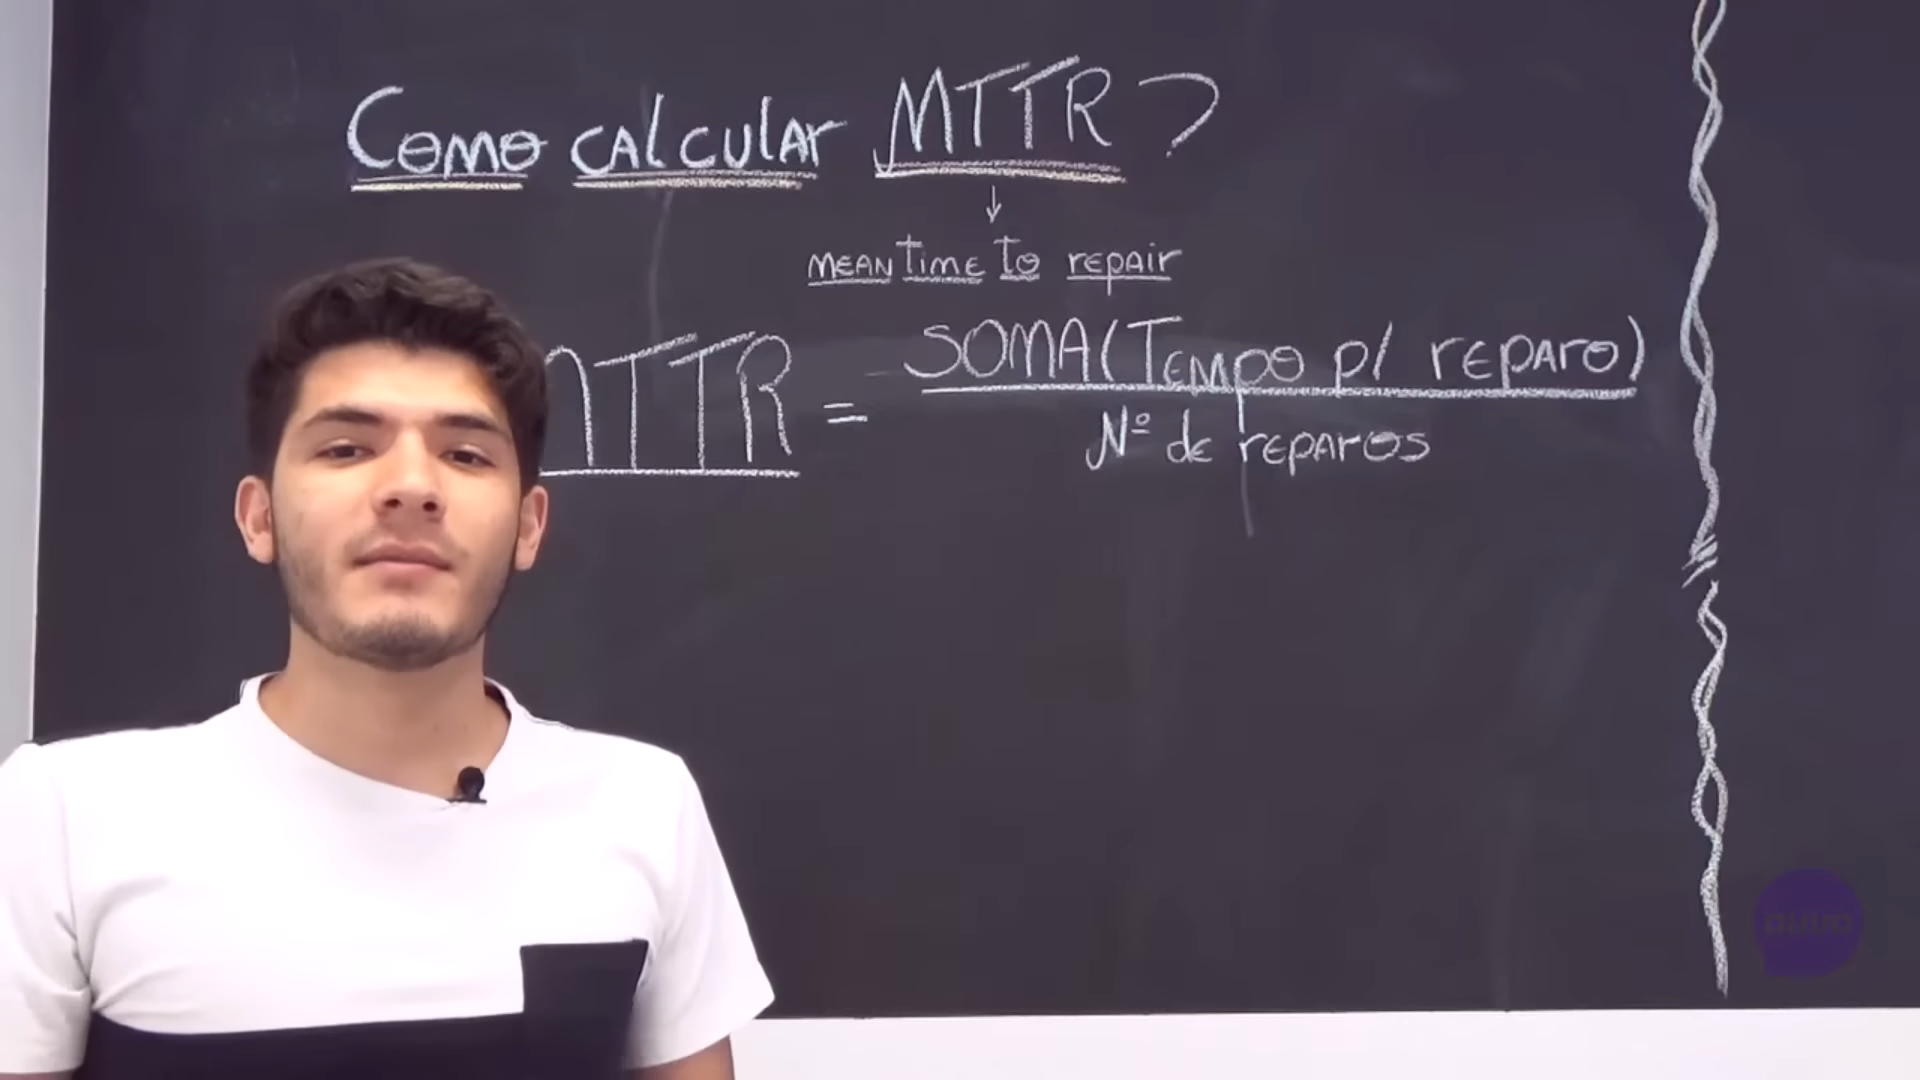 Como calcular MTTR?
↓
mean time to repair
MTTR = SOMA(Tempo p/ reparo)
Nº de reparos